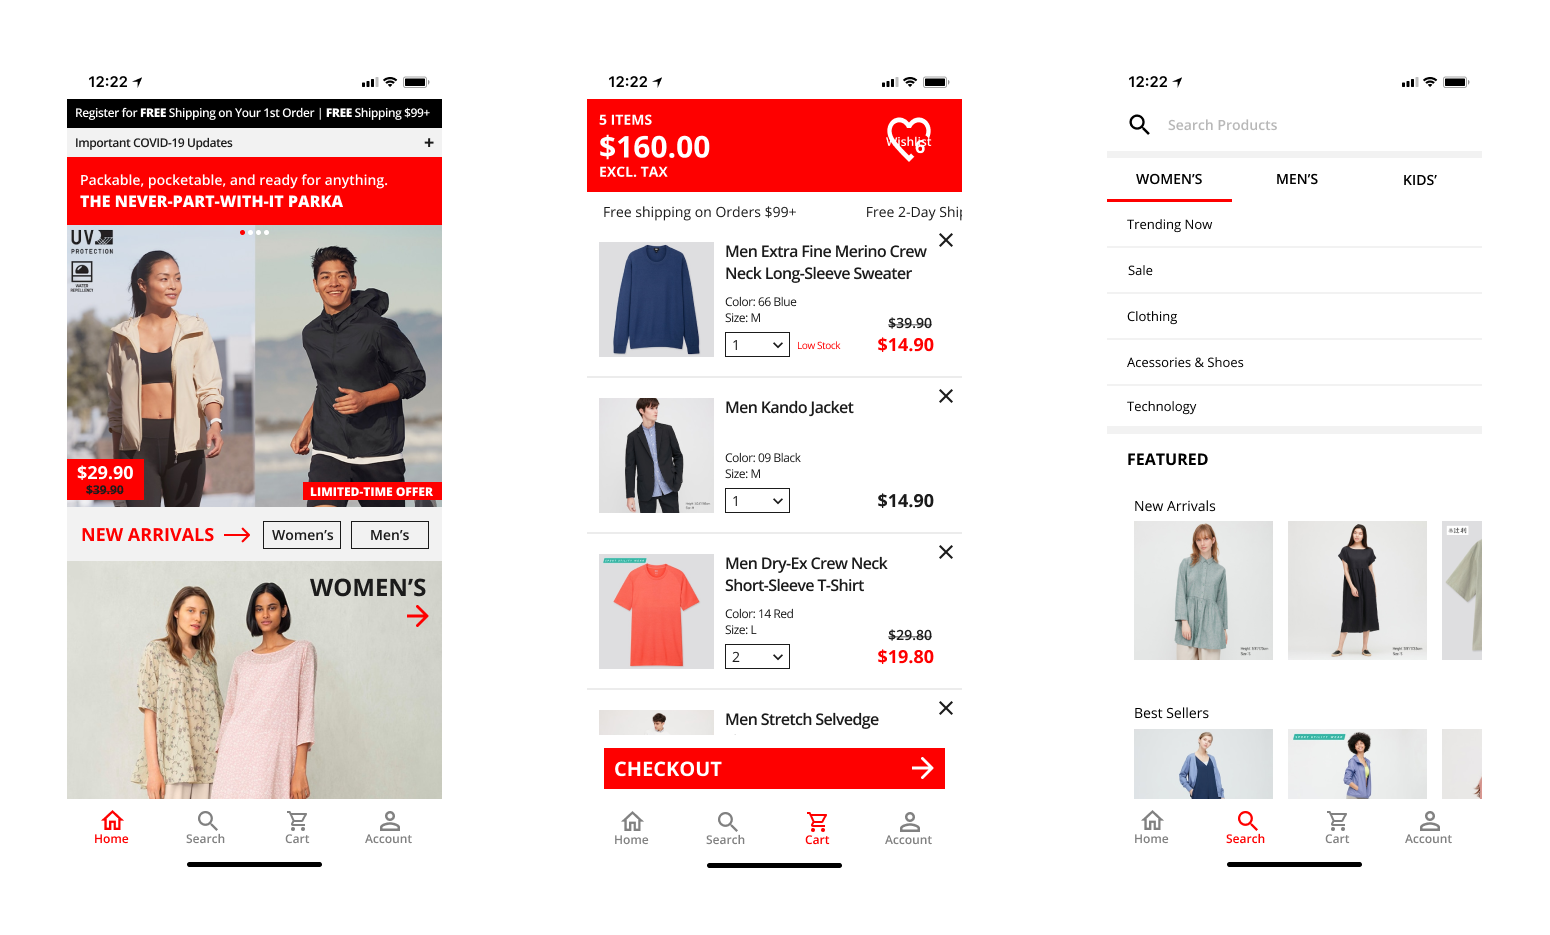 12:22
Register for FREE Shipping on Your 1st Order | FREE Shipping $99+
Important COVID-19 Updates +
Packable, pocketable, and ready for anything.
THE NEVER-PART-WITH-IT PARKA
UV
PROTECTION
WATER
REPELLENCY
$29.90
$39.90
LIMITED-TIME OFFER
NEW ARRIVALS
Women's
Men's
WOMEN'S
Home
Search
Cart
Account
12:22
5 ITEMS
$160.00
EXCL. TAX
Wishlist
6
Free shipping on Orders $99+
Free 2-Day Ship
Men Extra Fine Merino Crew
Neck Long-Sleeve Sweater
Color: 66 Blue
Size: M
1
Low Stock
$39.90
$14.90
Men Kando Jacket
Color: 09 Black
Size: M
1
$14.90
Men Dry-Ex Crew Neck
Short-Sleeve T-Shirt
Color: 14 Red
Size: L
2
$29.80
$19.80
Men Stretch Selvedge
CHECKOUT
Home
Search
Cart
Account
12:22
Search Products
WOMEN'S
MEN'S
KIDS'
Trending Now
Sale
Clothing
Acessories & Shoes
Technology
FEATURED
New Arrivals
Best Sellers
Home
Search
Cart
Account